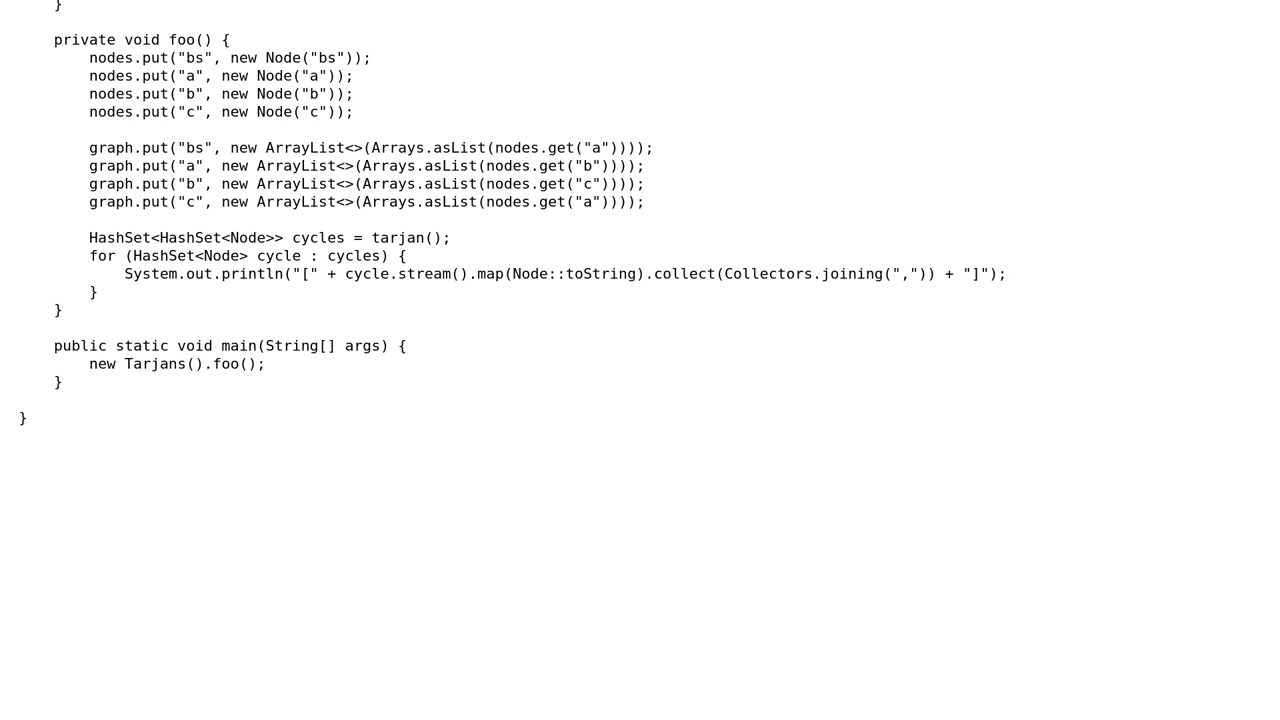 }

    private void foo() {
        nodes.put("bs", new Node("bs"));
        nodes.put("a", new Node("a"));
        nodes.put("b", new Node("b"));
        nodes.put("c", new Node("c"));

        graph.put("bs", new ArrayList<>(Arrays.asList(nodes.get("a"))));
        graph.put("a", new ArrayList<>(Arrays.asList(nodes.get("b"))));
        graph.put("b", new ArrayList<>(Arrays.asList(nodes.get("c"))));
        graph.put("c", new ArrayList<>(Arrays.asList(nodes.get("a"))));

        HashSet<HashSet<Node>> cycles = tarjan();
        for (HashSet<Node> cycle : cycles) {
            System.out.println("[" + cycle.stream().map(Node::toString).collect(Collectors.joining(",")) + "]");
        }
    }

    public static void main(String[] args) {
        new Tarjans().foo();
    }

}